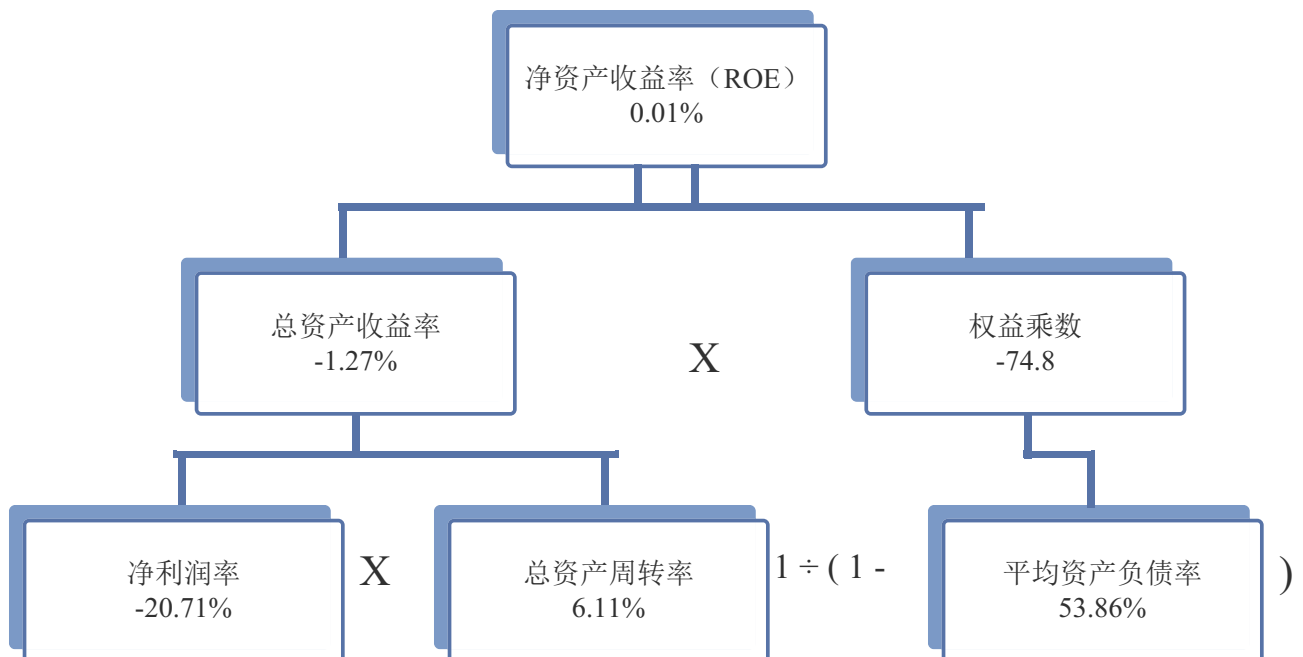 净资产收益率（ROE）
0.01%
总资产收益率
-1.27%
X
权益乘数
-74.8
净利润率
-20.71%
X
总资产周转率
6.11%
1 ÷ ( 1 -
平均资产负债率
53.86%
)